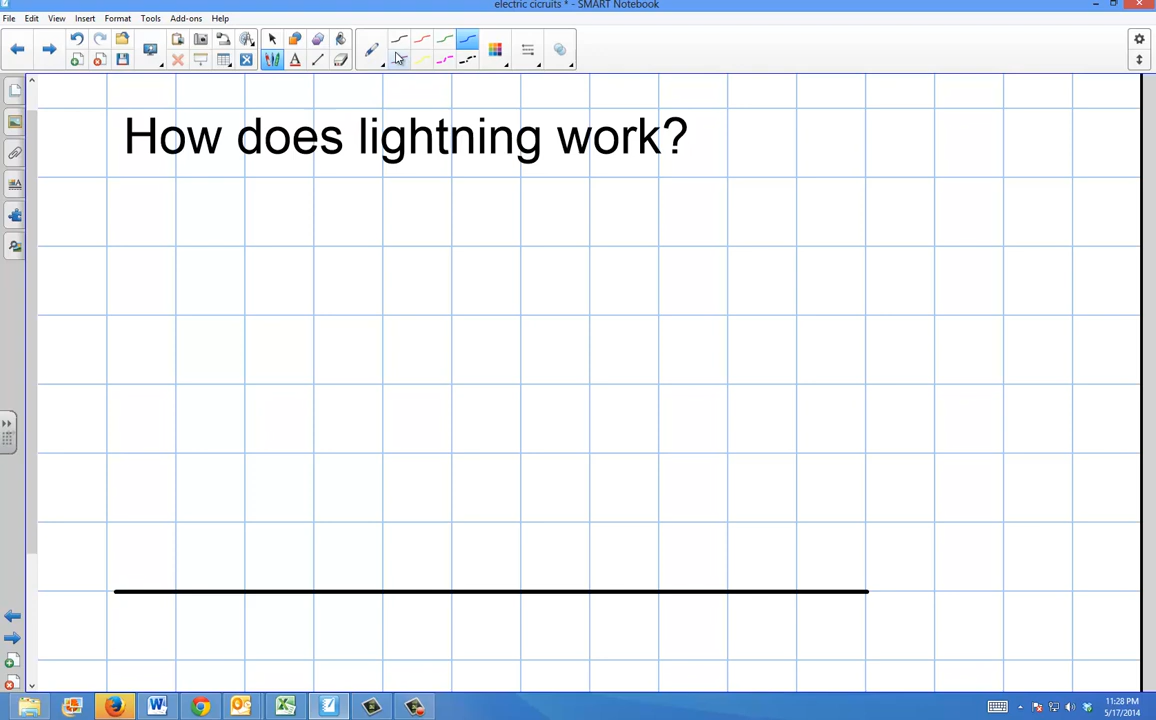 electric cicruits * - SMART Notebook
File Edit View Insert Format Tools Add-ons Help
How does lightning work?
11:28 PM
5/17/2014